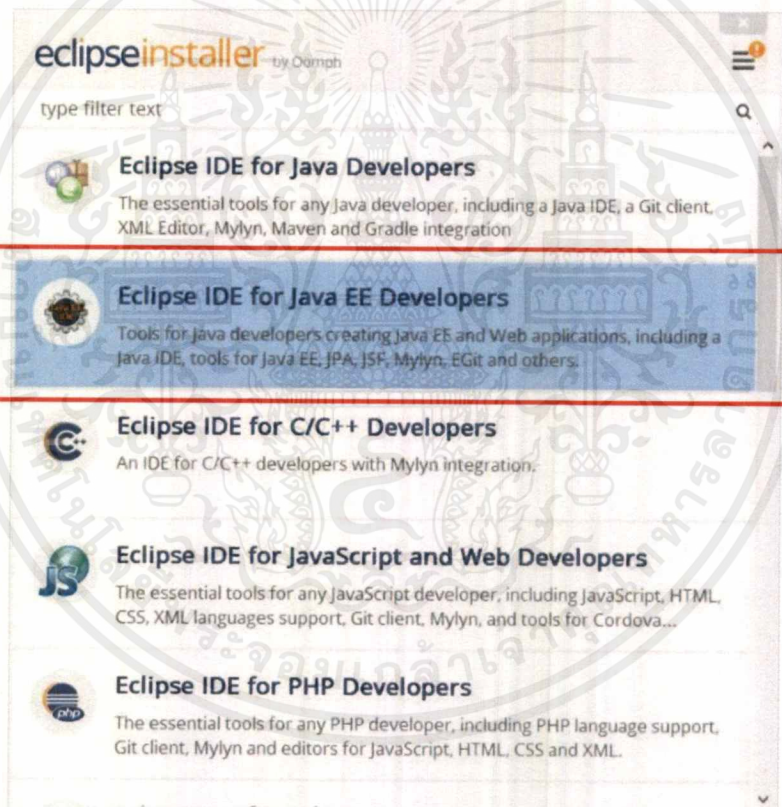 eclipseinstaller by Oomph
type filter text
Eclipse IDE for Java Developers
The essential tools for any Java developer, including a Java IDE, a Git client,
XML Editor, Mylyn, Maven and Gradle integration
Eclipse IDE for Java EE Developers
Tools for Java developers creating Java EE and Web applications, including a
Java IDE, tools for Java EE, JPA, JSF, Mylyn, EGit and others.
Eclipse IDE for C/C++ Developers
An IDE for C/C++ developers with Mylyn integration.
Eclipse IDE for JavaScript and Web Developers
The essential tools for any JavaScript developer, including JavaScript, HTML,
CSS, XML languages support, Git client, Mylyn, and tools for Cordova...
Eclipse IDE for PHP Developers
The essential tools for any PHP developer, including PHP language support,
Git client, Mylyn and editors for JavaScript, HTML, CSS and XML.